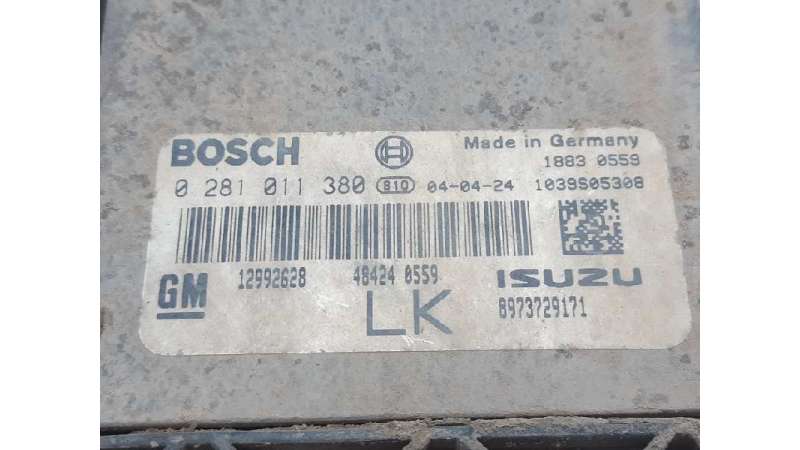 BOSCH Made in Germany
1883 0559
0 281 011 380 810 04-04-24 1039S05308
GM 12992628 48424 0559 ISUZU
LK 8973729171